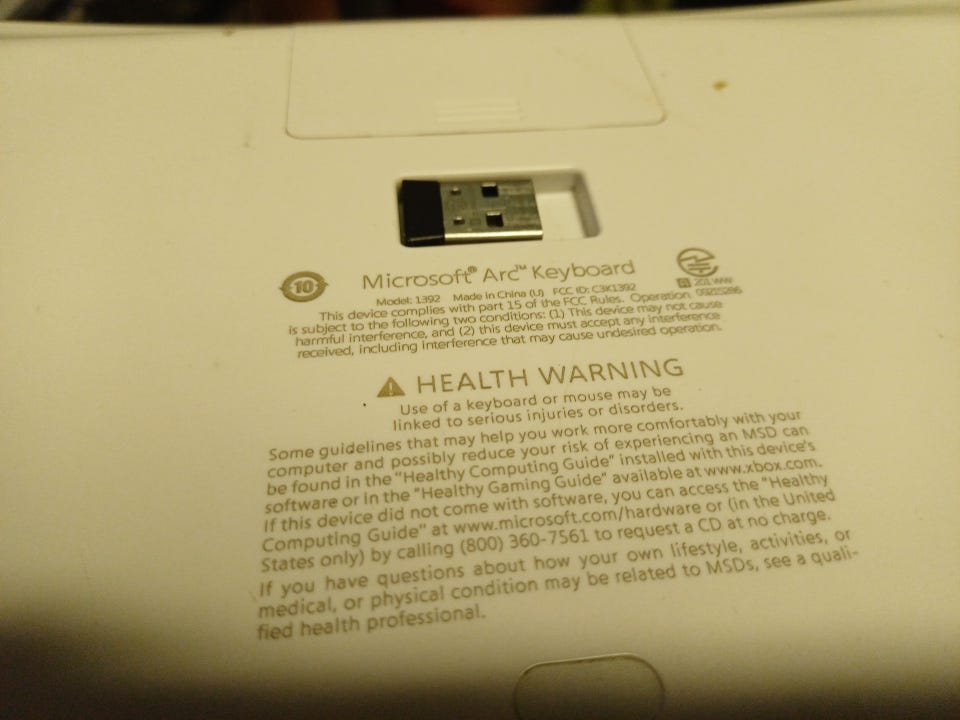 10
Microsoft® Arc™ Keyboard
Model: 1392 Made in China (U) FCC ID: C3K1392
This device complies with part 15 of the FCC Rules. Operation
is subject to the following two conditions: (1) This device may not cause
harmful interference, and (2) this device must accept any interference
received, including interference that may cause undesired operation.
R 201 WW
09215286
HEALTH WARNING
Use of a keyboard or mouse may be
linked to serious injuries or disorders.
Some guidelines that may help you work more comfortably with your
computer and possibly reduce your risk of experiencing an MSD can
be found in the "Healthy Computing Guide" installed with this device's
software or in the "Healthy Gaming Guide" available at www.xbox.com.
If this device did not come with software, you can access the "Healthy
Computing Guide" at www.microsoft.com/hardware or (in the United
States only) by calling (800) 360-7561 to request a CD at no charge.
If you have questions about how your own lifestyle, activities, or
medical, or physical condition may be related to MSDs, see a quali-
fied health professional.